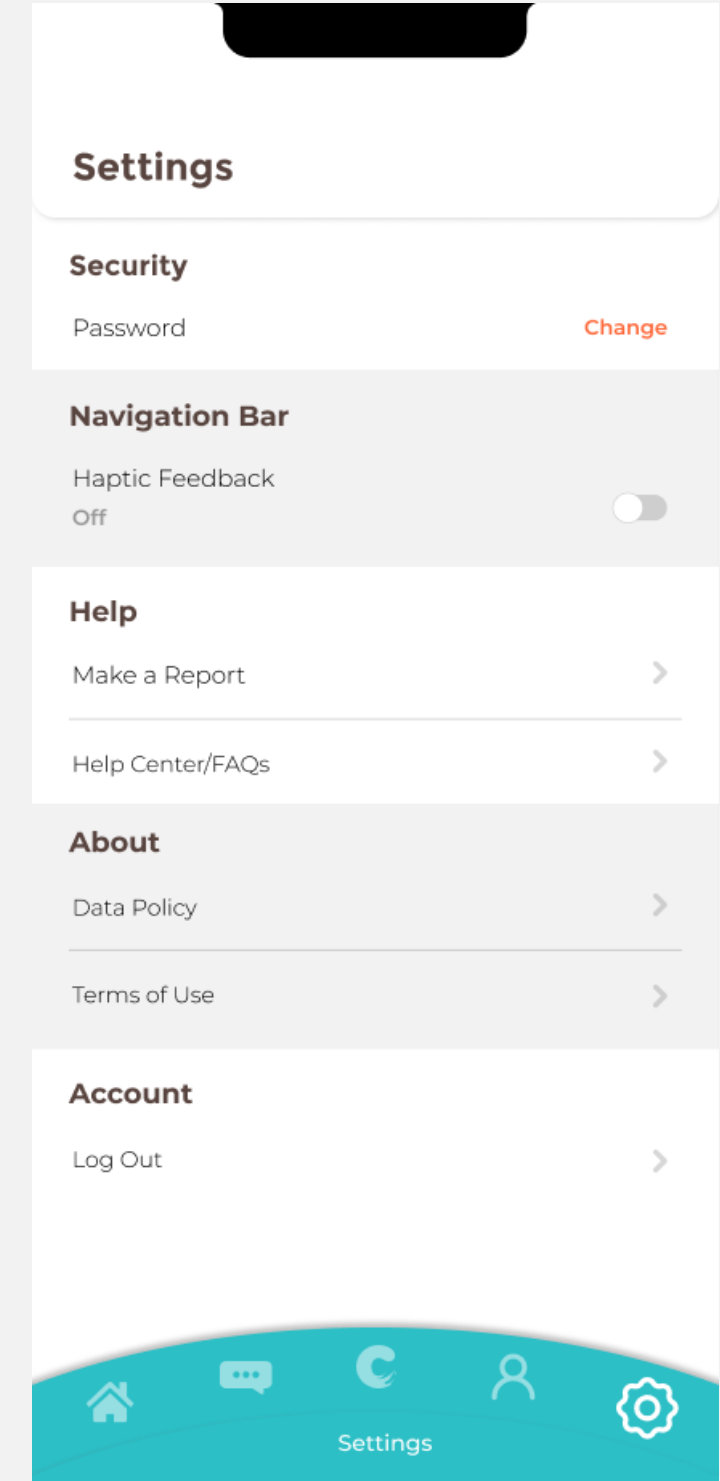 Settings
Security
Password Change
Navigation Bar
Haptic Feedback
Off
Help
Make a Report
Help Center/FAQs
About
Data Policy
Terms of Use
Account
Log Out
Settings